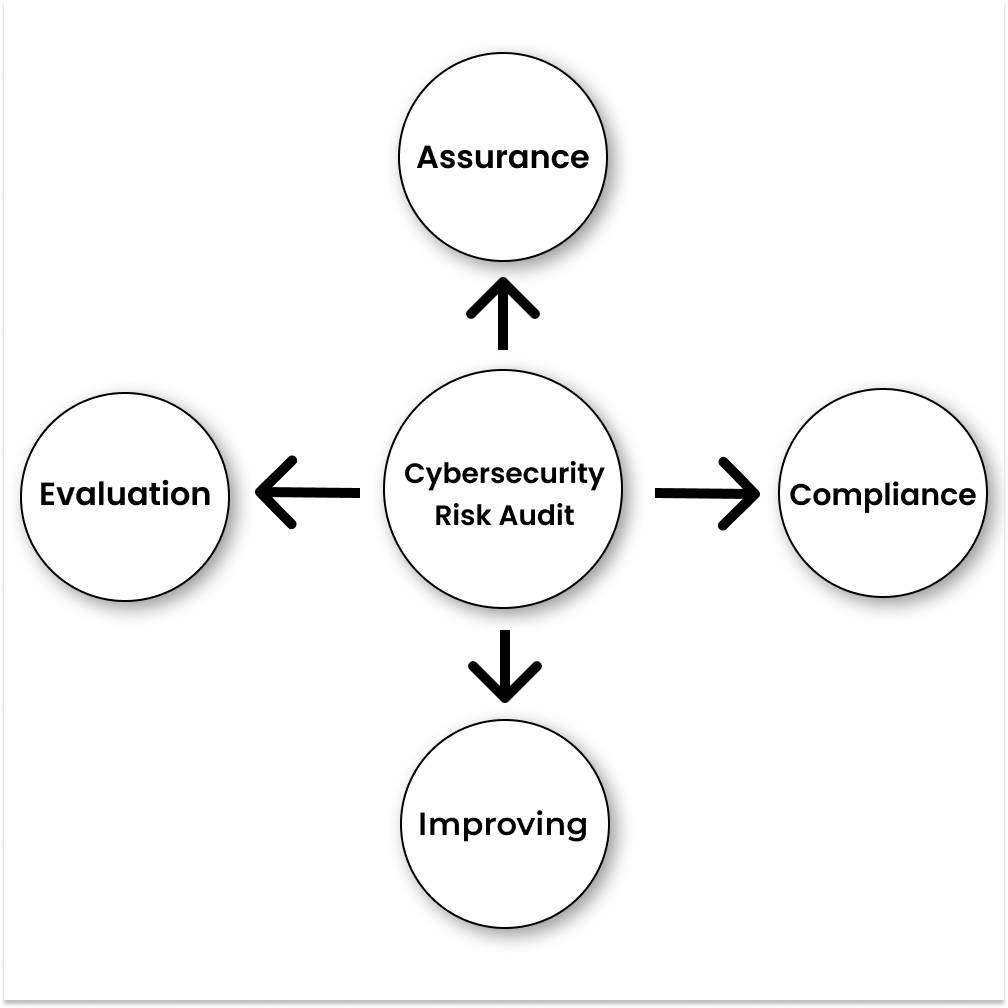 Assurance
Evaluation
Cybersecurity
Risk Audit
Compliance
Improving